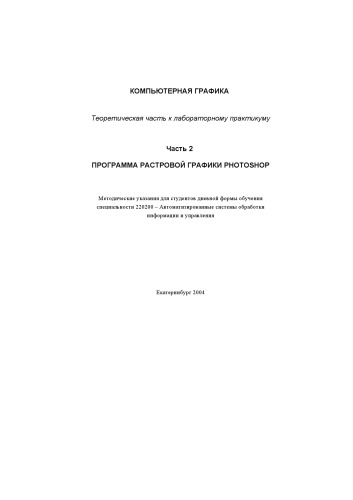 КОМПЬЮТЕРНАЯ ГРАФИКА
Теоретическая часть к лабораторному практикуму
Часть 2
ПРОГРАММА РАСТРОВОЙ ГРАФИКИ PHOTOSHOP
Методические указания для студентов дневной формы обучения
специальности 220200 – Автоматизированные системы обработки
информации и управления
Екатеринбург 2004